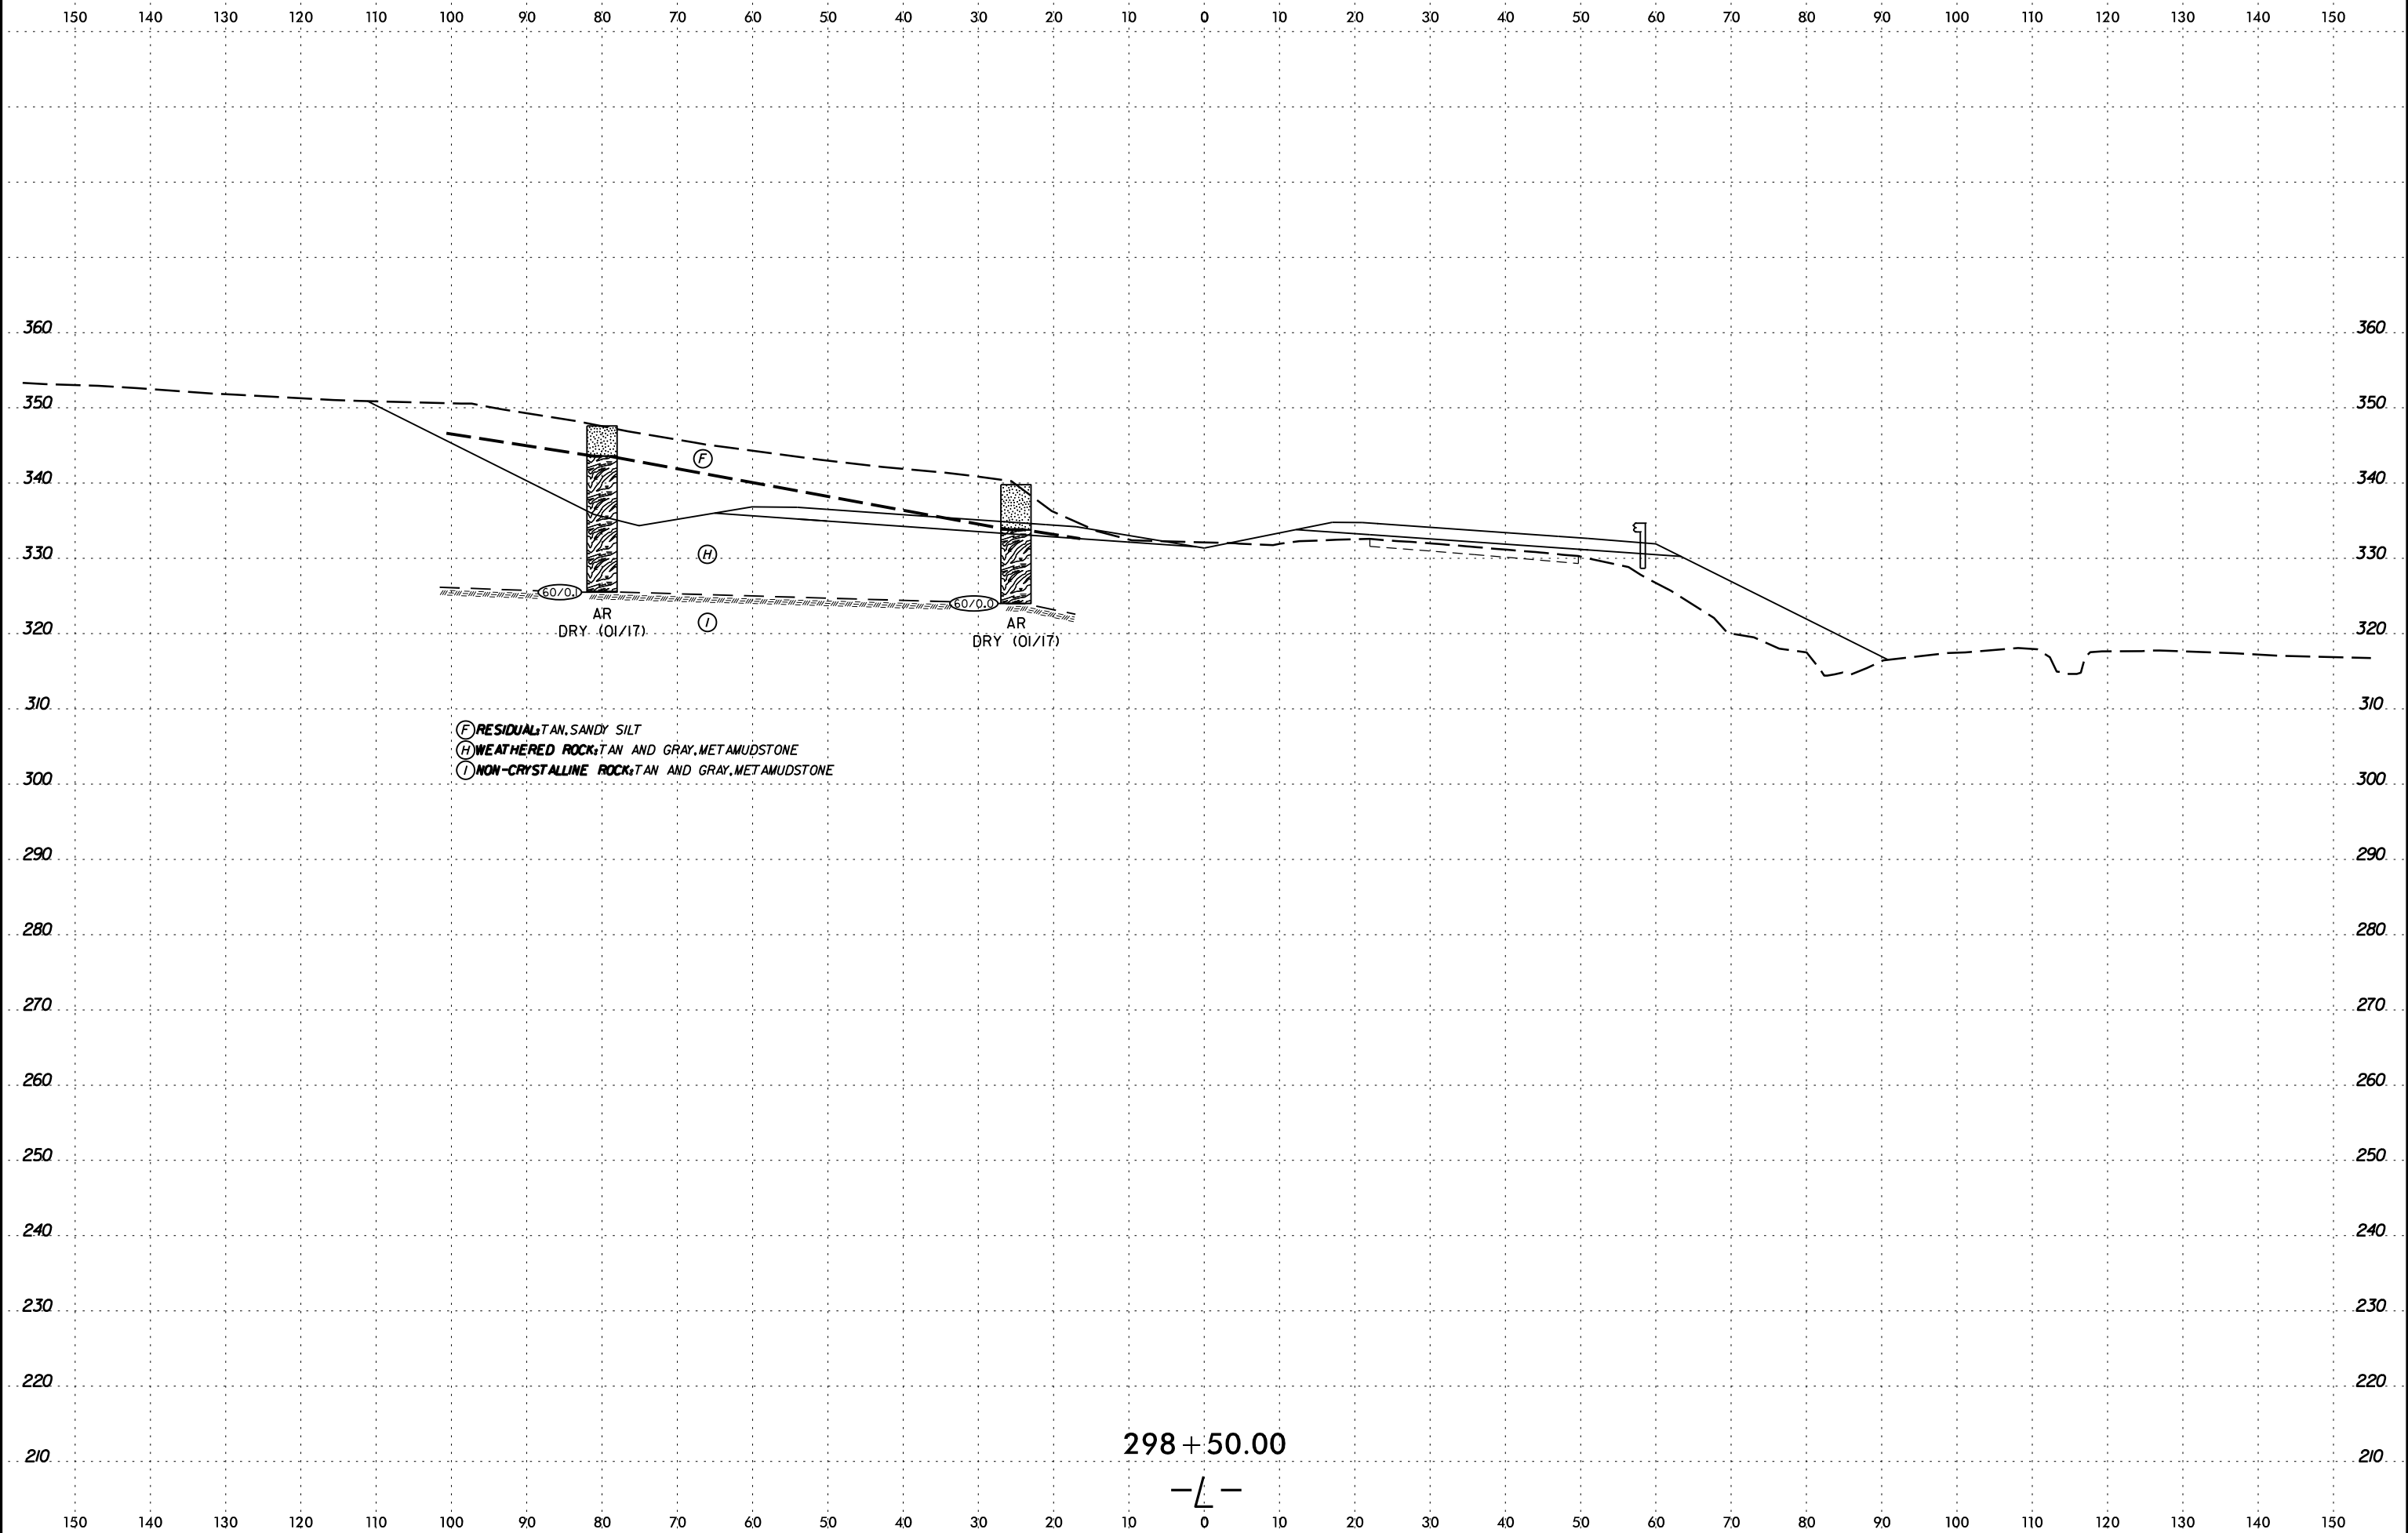 150 140 130 120 110 100 90 80 70 60 50 40 30 20 10 0 10 20 30 40 50 60 70 80 90 100 110 120 130 140 150
360 360
350 350
F
340 340
H
330 330
60/0.1 60/0.0
AR AR
I
320 320
DRY (01/17) DRY (01/17)
310 310
F RESIDUAL: TAN, SANDY SILT
H WEATHERED ROCK: TAN AND GRAY, METAMUDSTONE
I NON-CRYSTALLINE ROCK: TAN AND GRAY, METAMUDSTONE
300 300
290 290
280 280
270 270
260 260
250 250
240 240
230 230
220 220
298+50.00
210 210
-L-
150 140 130 120 110 100 90 80 70 60 50 40 30 20 10 0 10 20 30 40 50 60 70 80 90 100 110 120 130 140 150